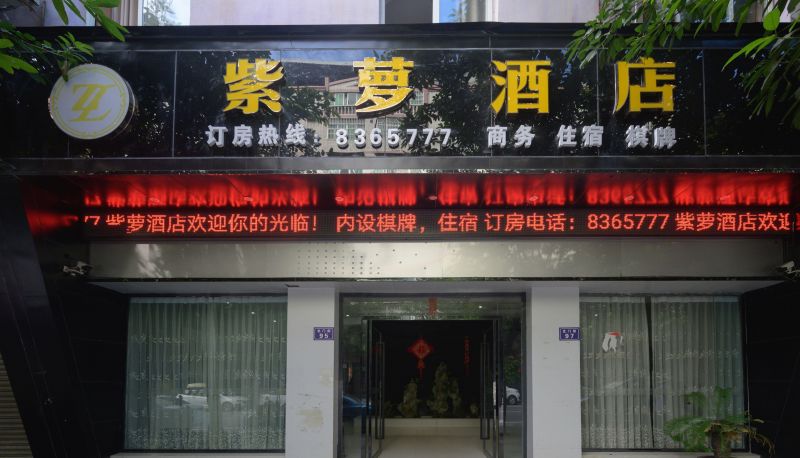 紫萝酒店
订房热线 8365777 商务 住宿 棋牌
紫萝酒店欢迎你的光临！ 内设棋牌，住宿 订房电话：8365777 紫萝酒店欢迎
95
97